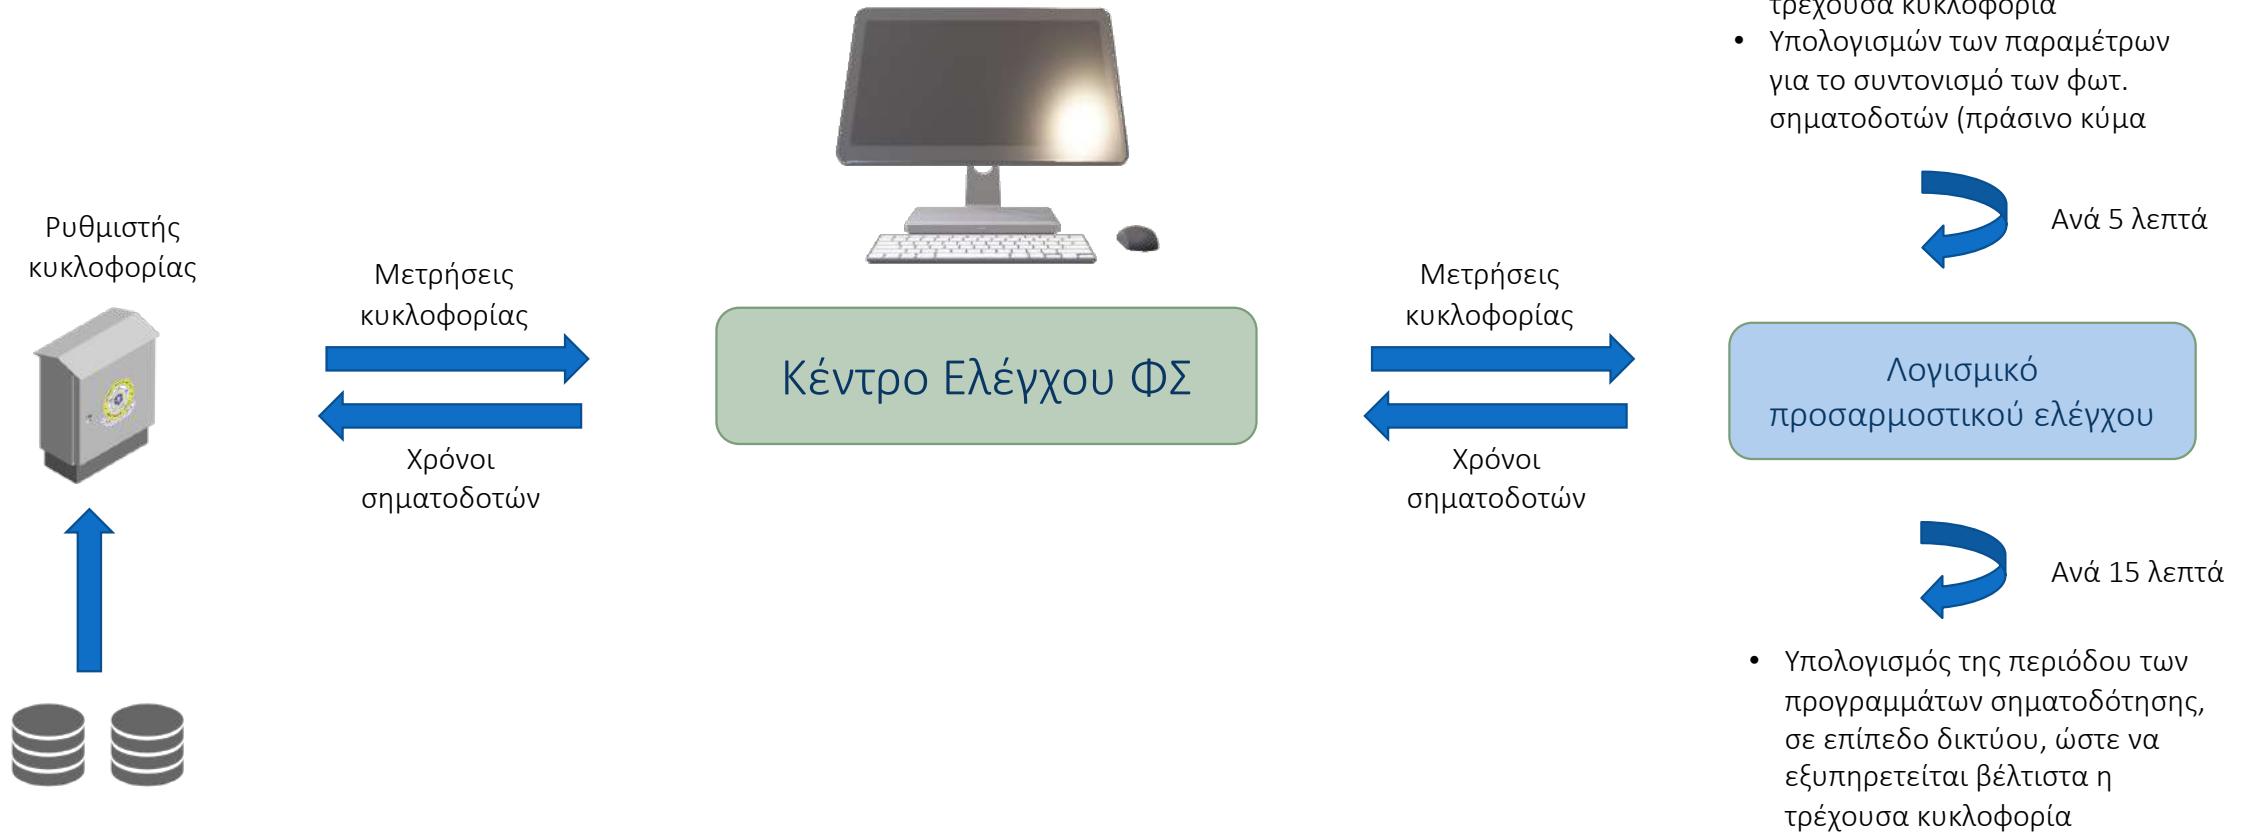 τρέχουσα κυκλοφορία
• Υπολογισμών των παραμέτρων
για το συντονισμό των φωτ.
σηματοδοτών (πράσινο κύμα
Ανά 5 λεπτά
Ρυθμιστής
κυκλοφορίας
Μετρήσεις
κυκλοφορίας
Χρόνοι
σηματοδοτών
Κέντρο Ελέγχου ΦΣ
Μετρήσεις
κυκλοφορίας
Χρόνοι
σηματοδοτών
Λογισμικό
προσαρμοστικού ελέγχου
Ανά 15 λεπτά
• Υπολογισμός της περιόδου των
προγραμμάτων σηματοδότησης,
σε επίπεδο δικτύου, ώστε να
εξυπηρετείται βέλτιστα η
τρέχουσα κυκλοφορία